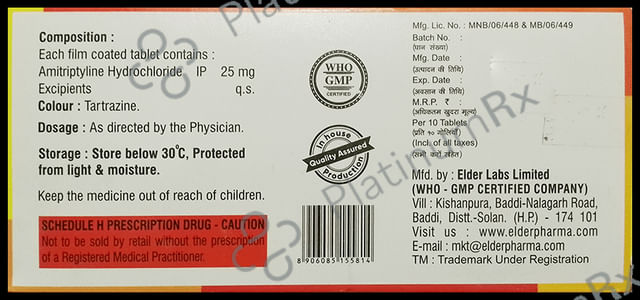 Composition :
Each film coated tablet contains :
Amitriptyline Hydrochloride IP 25 mg
Excipients q.s.
Colour : Tartrazine.
Dosage : As directed by the Physician.
Storage : Store below 30°C, Protected
from light & moisture.
Keep the medicine out of reach of children.
SCHEDULE H PRESCRIPTION DRUG - CAUTION
Not to be sold by retail without the prescription
of a Registered Medical Practitioner.
WHO
GMP
CERTIFIED
In house
Quality Assured
Production
8906085155814
Mfg. Lic. No. : MNB/06/448 & MB/06/449
Batch No. :
(घान संख्या)
Mfg. Date :
(उत्पादन की तिथि)
Exp. Date :
(अवसान की तिथि)
M.R.P. ₹ :
(अधिकतम खुदरा मूल्य)
Per 10 Tablets
(प्रति १० गोलियाँ)
(Incl. of all taxes)
(सभी करों सहित)
Mfd. by : Elder Labs Limited
(WHO - GMP CERTIFIED COMPANY)
Vill : Kishanpura, Baddi-Nalagarh Road,
Baddi, Distt.-Solan. (H.P) - 174 101
Visit us : www.elderpharma.com
E-mail : mkt@elderpharma.com
TM : Trademark Under Registration
PlatinumRx